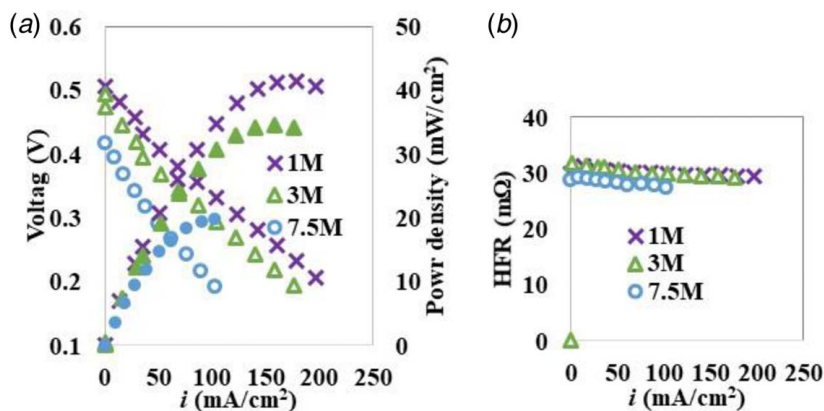 (a)
0.6
0.5
0.4
0.3
0.2
0.1
Voltag (V)
50
40
30
20
10
0
Powr density (mW/cm²)
1M
3M
7.5M
0 50 100 150 200 250
i (mA/cm²)
(b)
40
30
20
10
0
HFR (mΩ)
1M
3M
7.5M
0 50 100 150 200 250
i (mA/cm²)